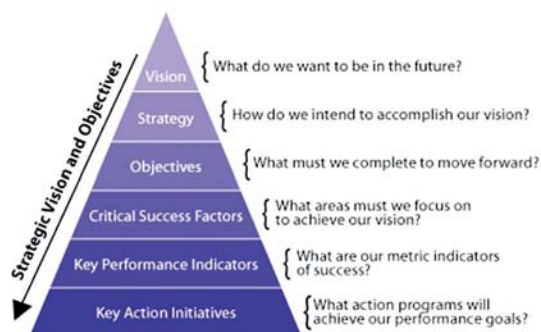 Strategic Vision and Objectives
Vision
What do we want to be in the future?
Strategy
How do we intend to accomplish our vision?
Objectives
What must we complete to move forward?
Critical Success Factors
What areas must we focus on
to achieve our vision?
Key Performance Indicators
What are our metric indicators
of success?
Key Action Initiatives
What action programs will
achieve our performance goals?